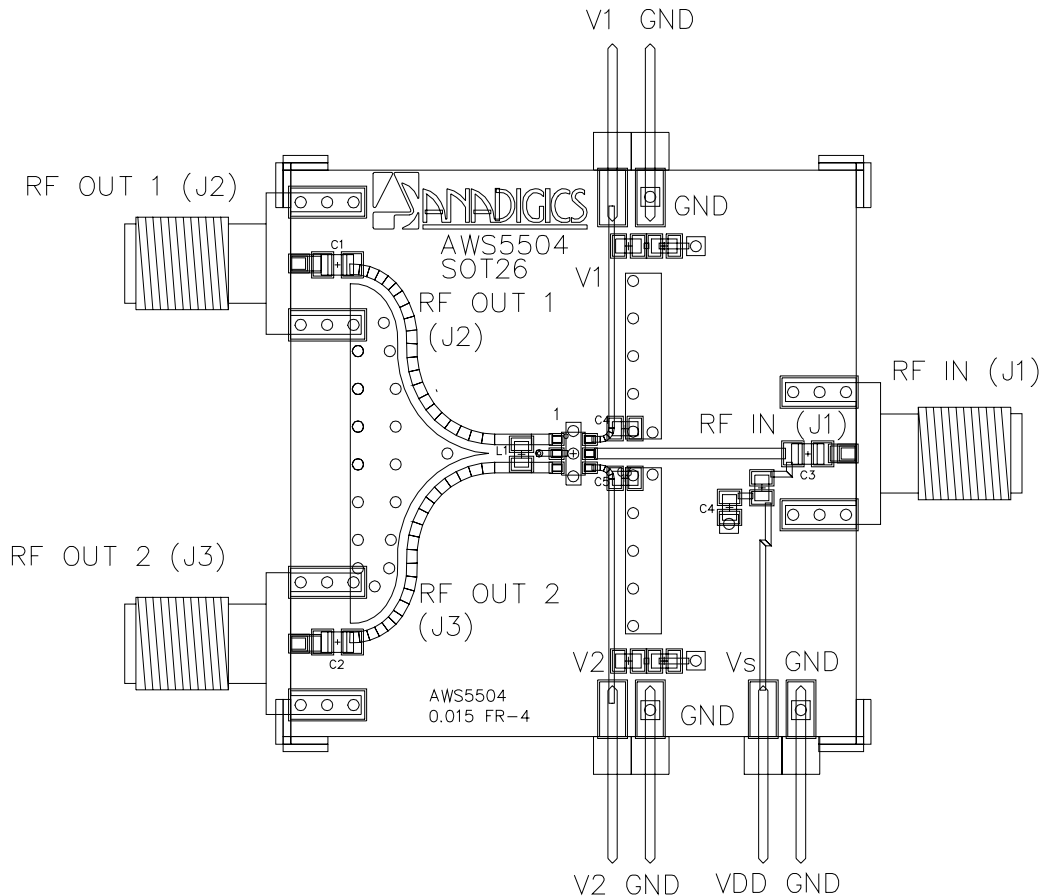 V1 GND
RF OUT 1 (J2)
ANADIGICS
GND
AWS5504
SOT26
C1
V1
RF OUT 1
(J2)
RF IN (J1)
1
C4
RF IN (J1)
L1
C3
C5
C4
RF OUT 2 (J3)
RF OUT 2
(J3)
C2
V2
Vs GND
AWS5504
0.015 FR-4
GND
V2 GND
VDD GND